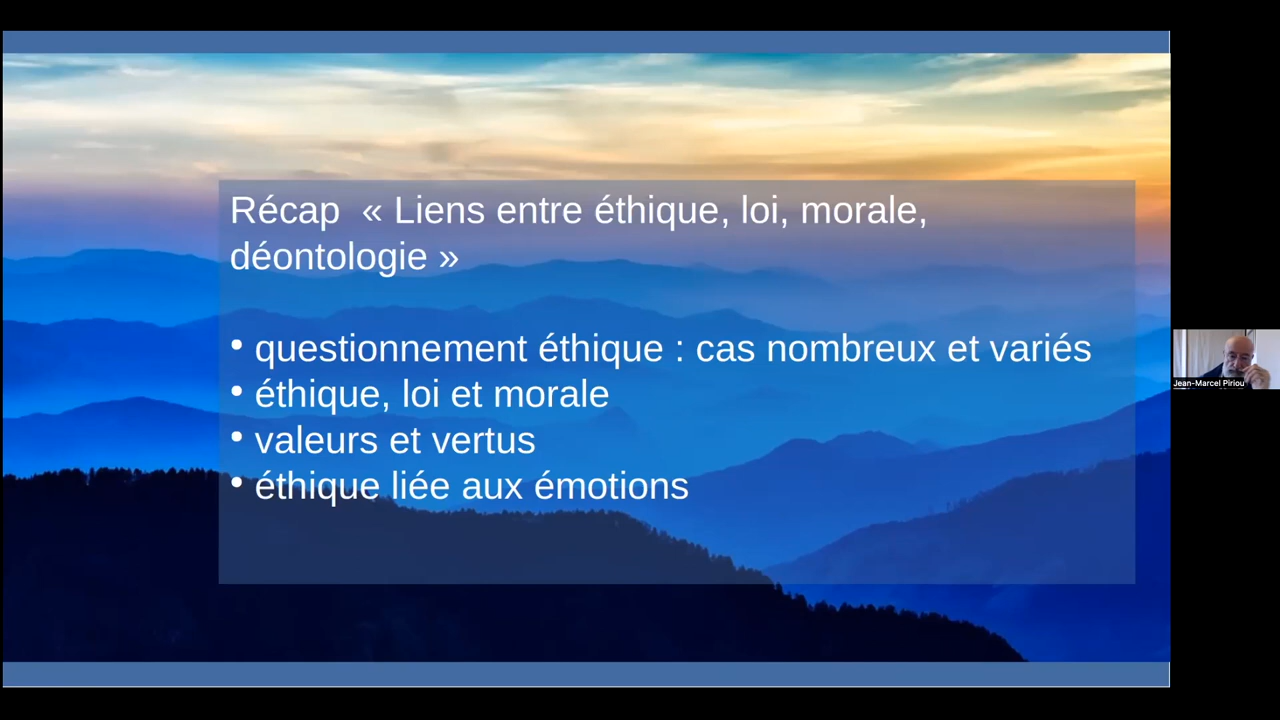 Récap  « Liens entre éthique, loi, morale,
déontologie »
• questionnement éthique : cas nombreux et variés
• éthique, loi et morale
• valeurs et vertus
• éthique liée aux émotions
Jean-Marcel Piriou